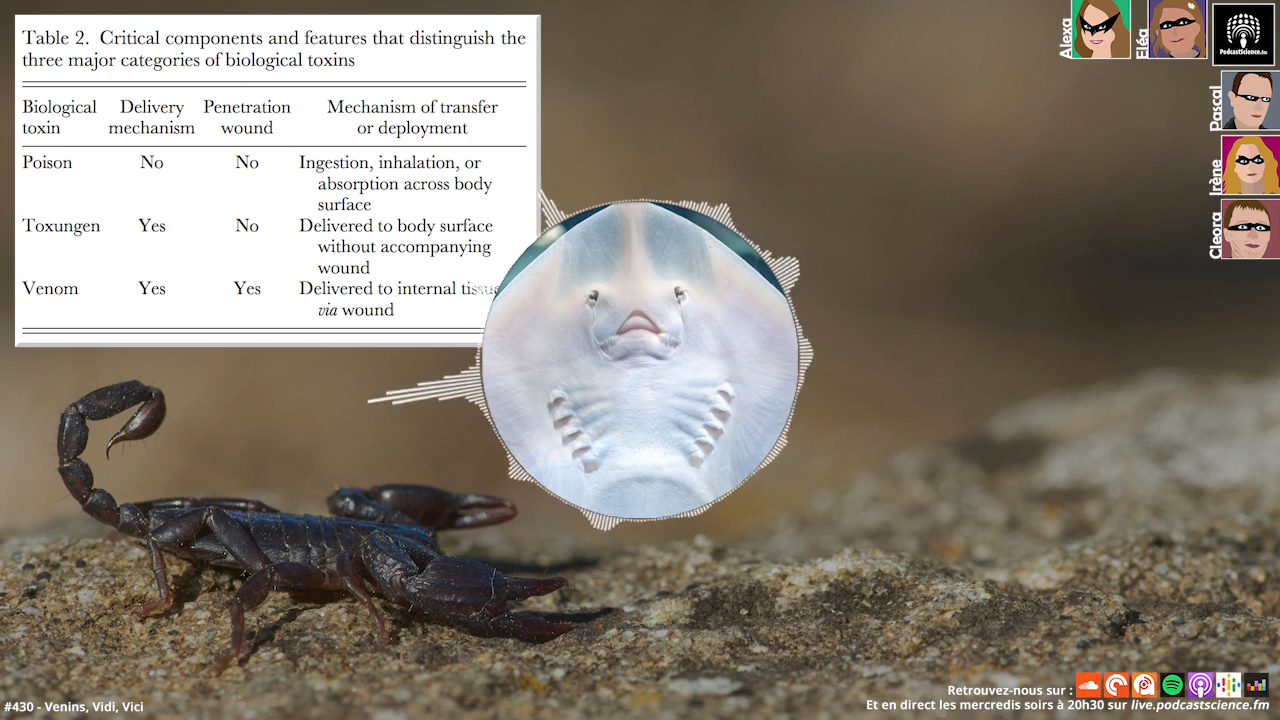 Table 2. Critical components and features that distinguish the
three major categories of biological toxins
Biological Delivery Penetration Mechanism of transfer
toxin mechanism wound or deployment
Poison No No Ingestion, inhalation, or
absorption across body
surface
Toxungen Yes No Delivered to body surface
without accompanying
wound
Venom Yes Yes Delivered to internal tissue
via wound
Alexa
Eléa
PodcastScience.fm
Pascal
Irène
Cleora
#430 - Venins, Vidi, Vici
Retrouvez-nous sur :
Et en direct les mercredis soirs à 20h30 sur live.podcastscience.fm